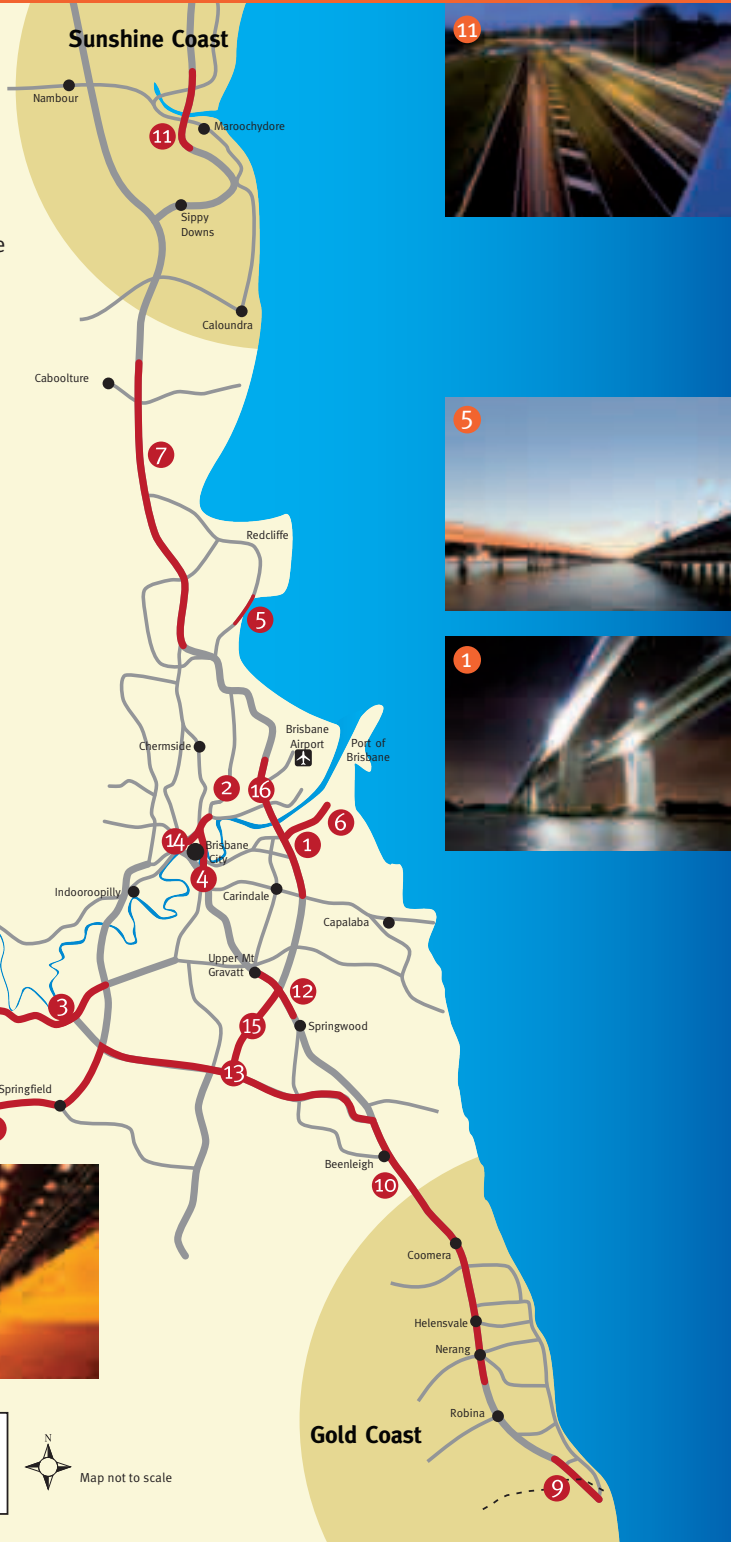 Sunshine Coast
11
Nambour
Maroochydore
11
Sippy
Downs
e
Caloundra
Caboolture
5
7
Redcliffe
5
1
Brisbane
Airport
Port of
Brisbane
Chermside
2
16
6
14
Brisbane
City
1
4
Indooroopilly
Carindale
Capalaba
Upper Mt
Gravatt
12
3
15
Springwood
13
Springfield
Beenleigh
10
Coomera
Helensvale
Nerang
Robina
Gold Coast
N
Map not to scale
9